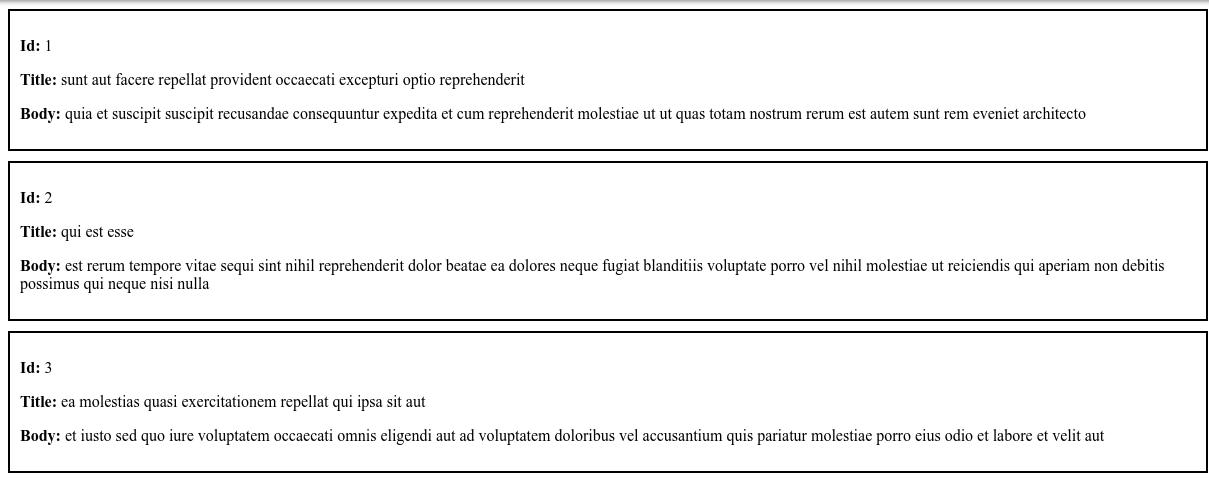 Id: 1
Title: sunt aut facere repellat provident occaecati excepturi optio reprehenderit
Body: quia et suscipit suscipit recusandae consequuntur expedita et cum reprehenderit molestiae ut ut quas totam nostrum rerum est autem sunt rem eveniet architecto
Id: 2
Title: qui est esse
Body: est rerum tempore vitae sequi sint nihil reprehenderit dolor beatae ea dolores neque fugiat blanditiis voluptate porro vel nihil molestiae ut reiciendis qui aperiam non debitis
possimus qui neque nisi nulla
Id: 3
Title: ea molestias quasi exercitationem repellat qui ipsa sit aut
Body: et iusto sed quo iure voluptatem occaecati omnis eligendi aut ad voluptatem doloribus vel accusantium quis pariatur molestiae porro eius odio et labore et velit aut